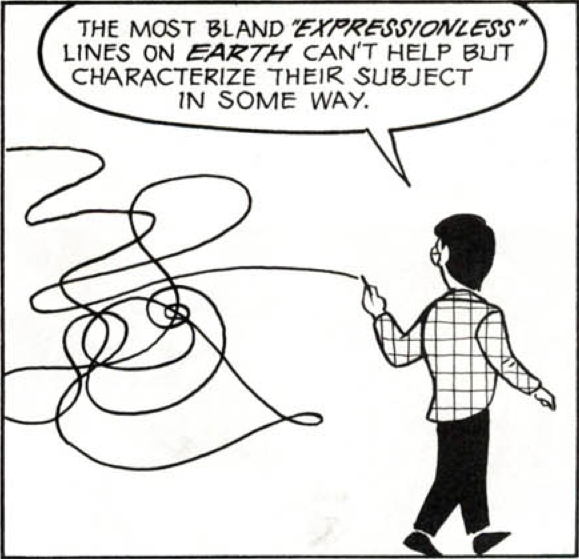 THE MOST BLAND "EXPRESSIONLESS"
LINES ON EARTH CAN'T HELP BUT
CHARACTERIZE THEIR SUBJECT
IN SOME WAY.